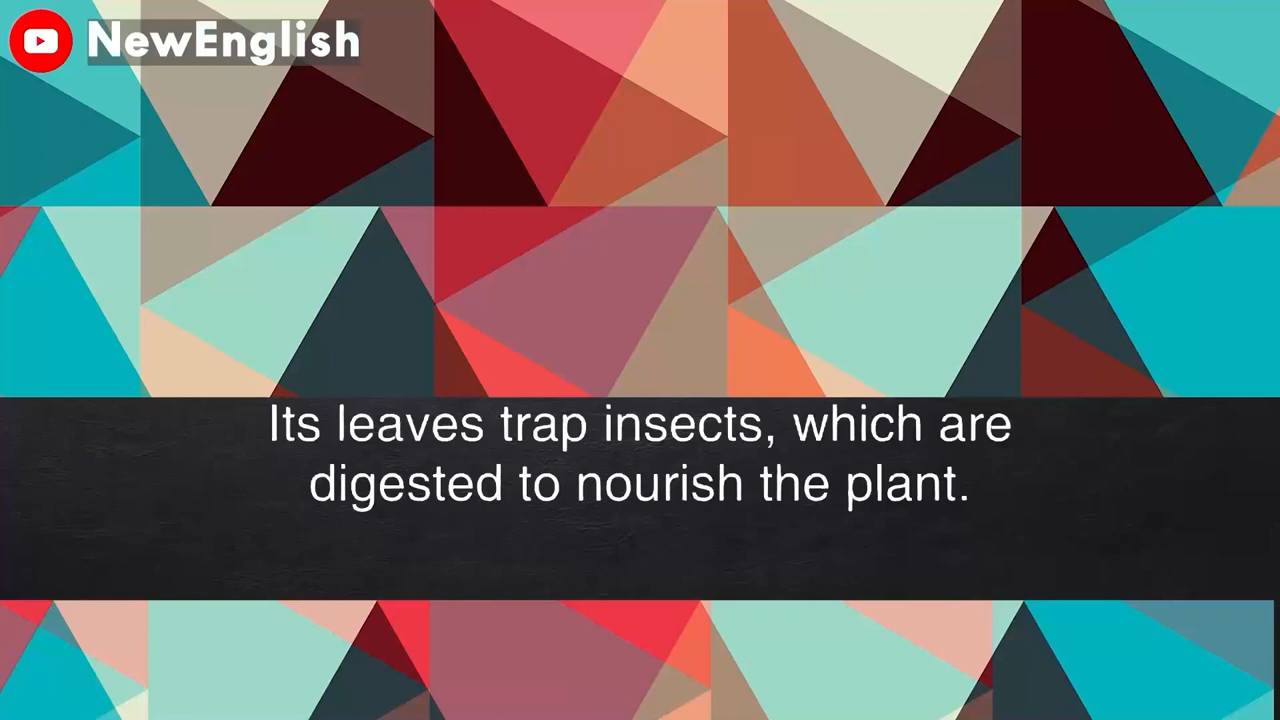 NewEnglish
Its leaves trap insects, which are
digested to nourish the plant.